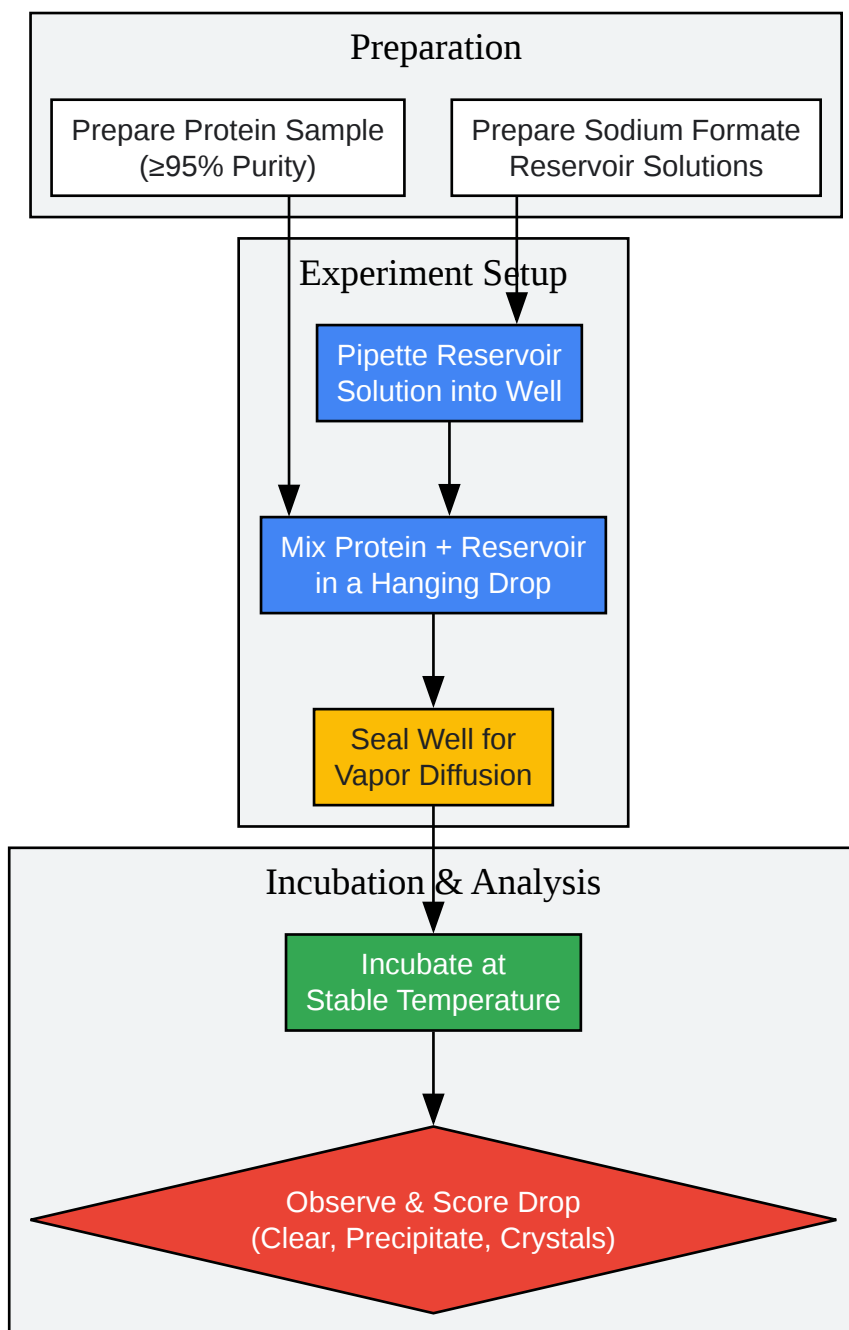 Preparation
Prepare Protein Sample
(≥95% Purity)
Prepare Sodium Formate
Reservoir Solutions
Experiment Setup
Pipette Reservoir
Solution into Well
Mix Protein + Reservoir
in a Hanging Drop
Seal Well for
Vapor Diffusion
Incubation & Analysis
Incubate at
Stable Temperature
Observe & Score Drop
(Clear, Precipitate, Crystals)